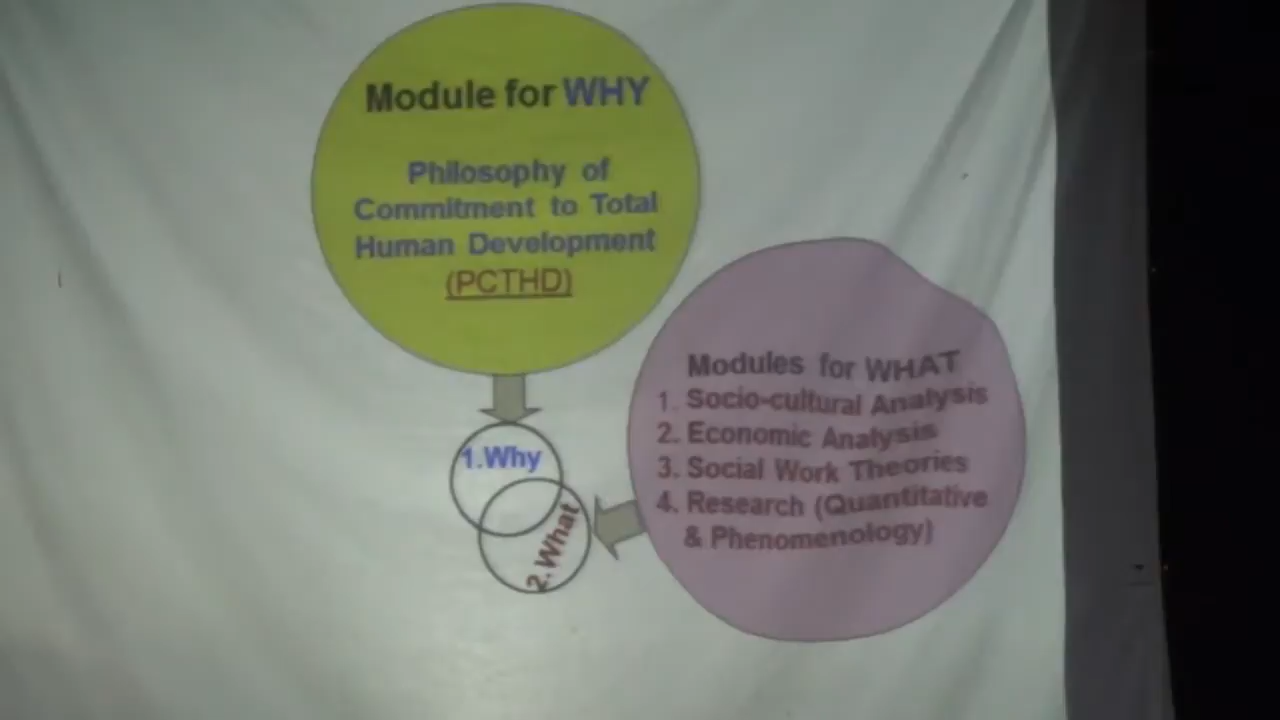 Module for WHY
Philosophy of
Commitment to Total
Human Development
(PCTHD)
Modules for WHAT
1. Socio-cultural Analysis
2. Economic Analysis
3. Social Work Theories
4. Research (Quantitative
& Phenomenology)
1.Why
2.What